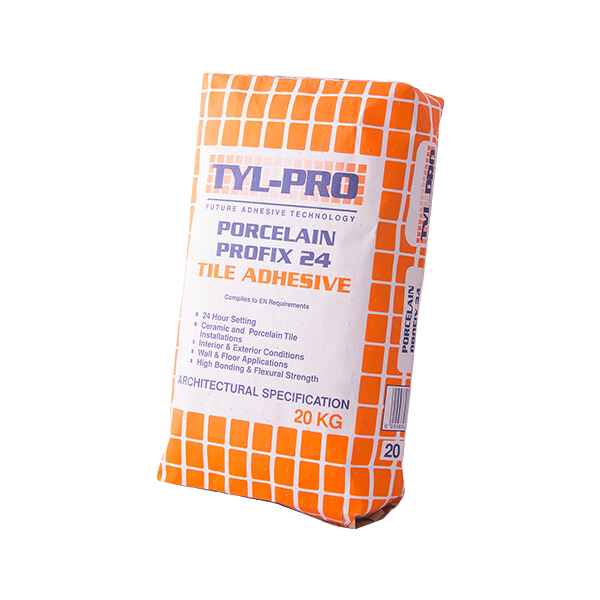 TYL-PRO
FUTURE ADHESIVE TECHNOLOGY
PORCELAIN
PROFIX 24
TILE ADHESIVE
Complies to EN Requirements
24 Hour Setting
Ceramic and Porcelain Tile
Installations
Interior & Exterior Conditions
Wall & Floor Applications
High Bonding & Flexural Strength
ARCHITECTURAL SPECIFICATION
20 KG
TYL-PRO
PORCELAIN
PROFIX 24
20